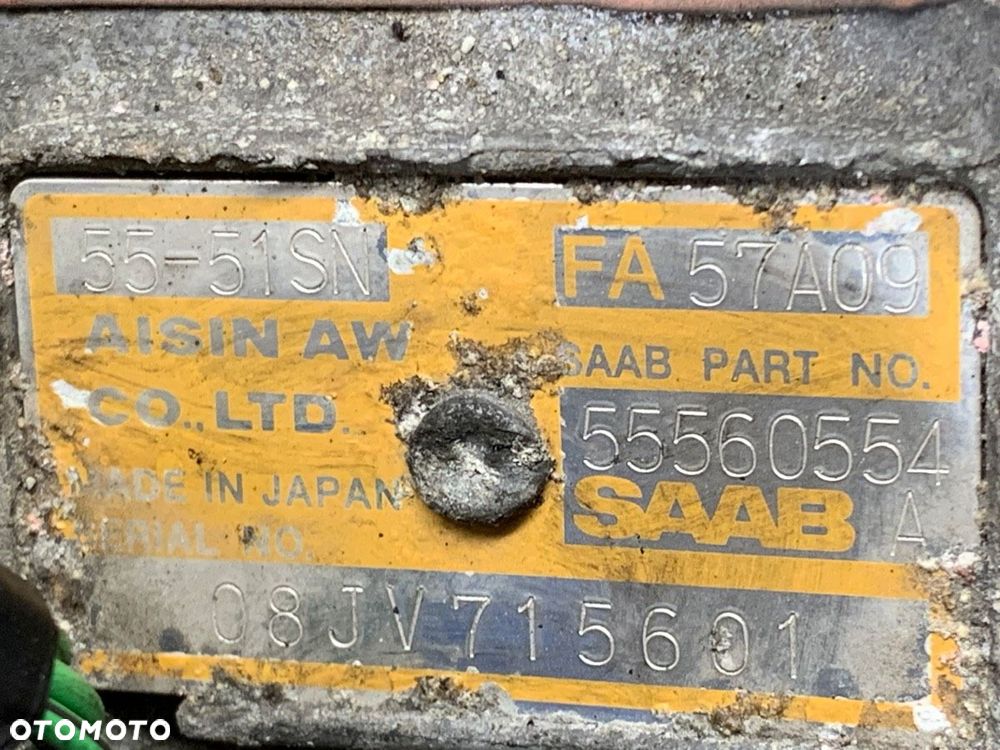 55-51SN
FA 57A09
AISIN AW
CO., LTD.
SAAB PART NO.
55560554
MADE IN JAPAN
SAAB A
SERIAL NO.
08JV715601
OTOMOTO